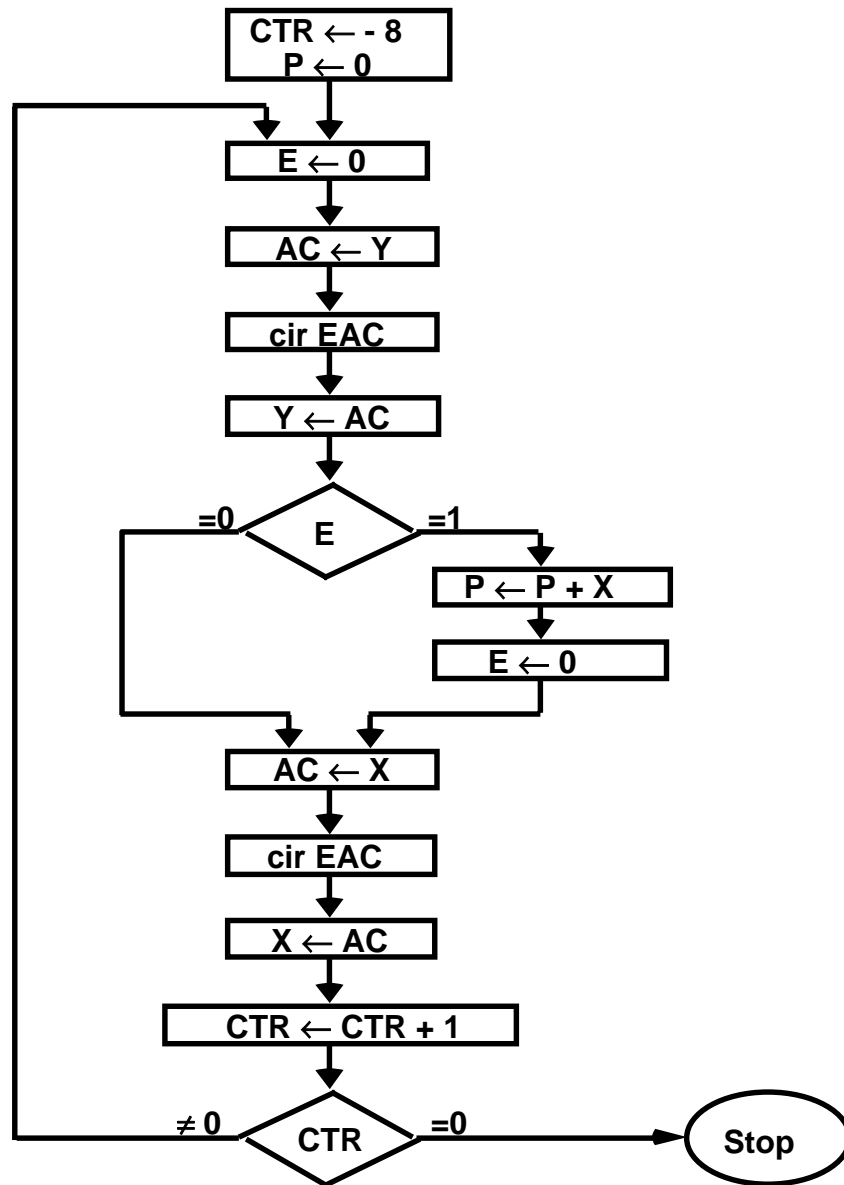 CTR ← - 8
P ← 0
E ← 0
AC ← Y
cir EAC
Y ← AC
=0
E
=1
P ← P + X
E ← 0
AC ← X
cir EAC
X ← AC
CTR ← CTR + 1
≠ 0
CTR
=0
Stop